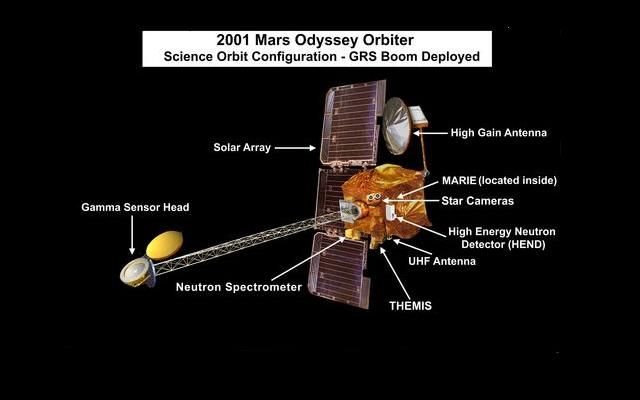 2001 Mars Odyssey Orbiter
Science Orbit Configuration - GRS Boom Deployed
Solar Array
High Gain Antenna
MARIE (located inside)
Star Cameras
Gamma Sensor Head
High Energy Neutron
Detector (HEND)
UHF Antenna
Neutron Spectrometer
THEMIS